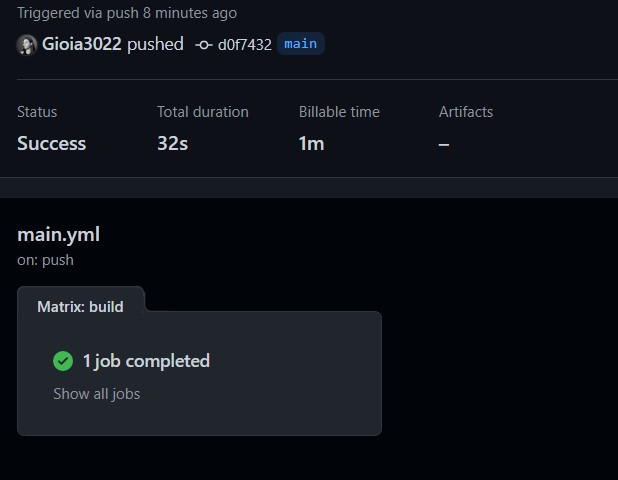 Triggered via push 8 minutes ago
Gioia3022 pushed d0f7432 main
Status Total duration Billable time Artifacts
Success 32s 1m –
main.yml
on: push
Matrix: build
1 job completed
Show all jobs